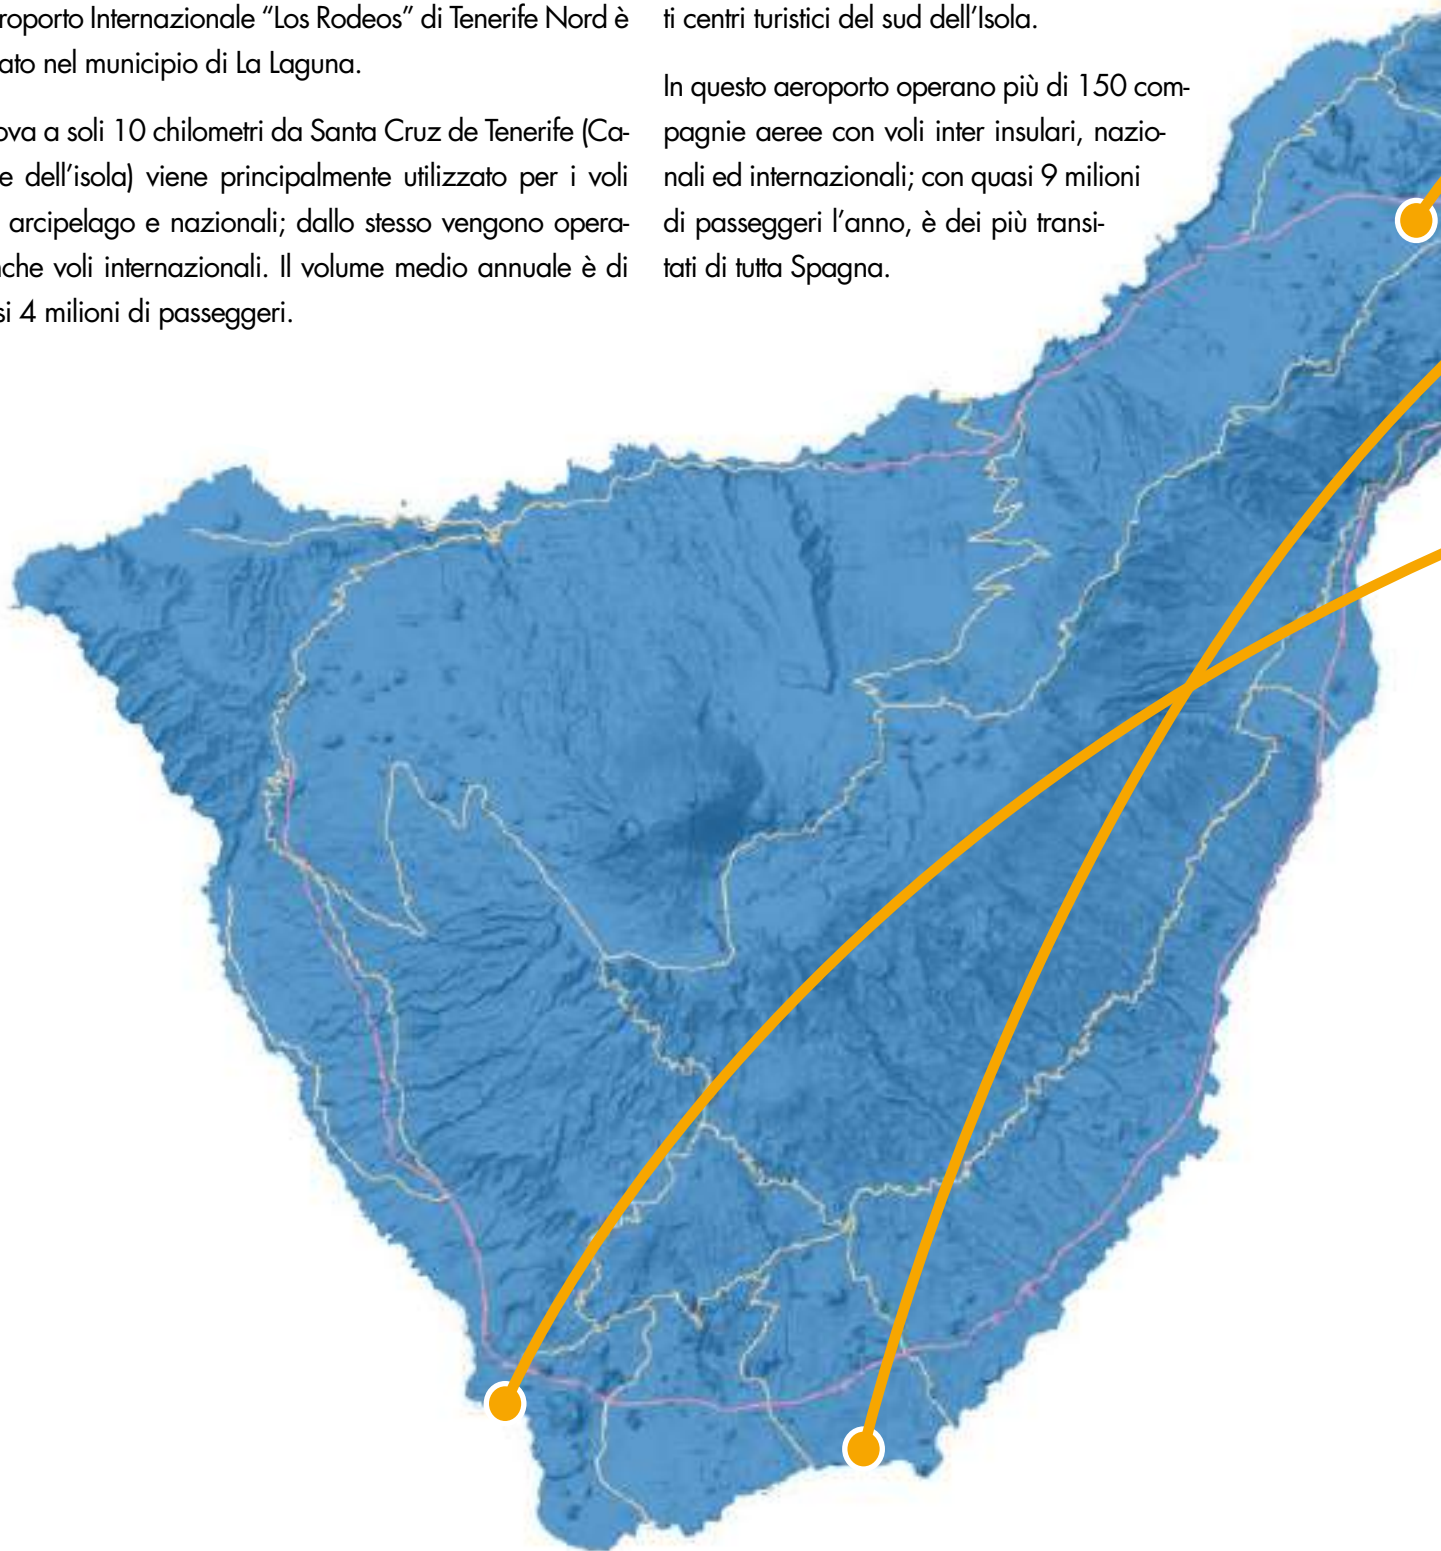 roporto Internazionale “Los Rodeos” di Tenerife Nord è
ato nel municipio di La Laguna.
ova a soli 10 chilometri da Santa Cruz de Tenerife (Ca-
e dell’isola) viene principalmente utilizzato per i voli
arcipelago e nazionali; dallo stesso vengono opera-
nche voli internazionali. Il volume medio annuale è di
si 4 milioni di passeggeri.
ti centri turistici del sud dell’Isola.
In questo aeroporto operano più di 150 com-
pagnie aeree con voli inter insulari, nazio-
nali ed internazionali; con quasi 9 milioni
di passeggeri l’anno, è dei più transi-
tati di tutta Spagna.